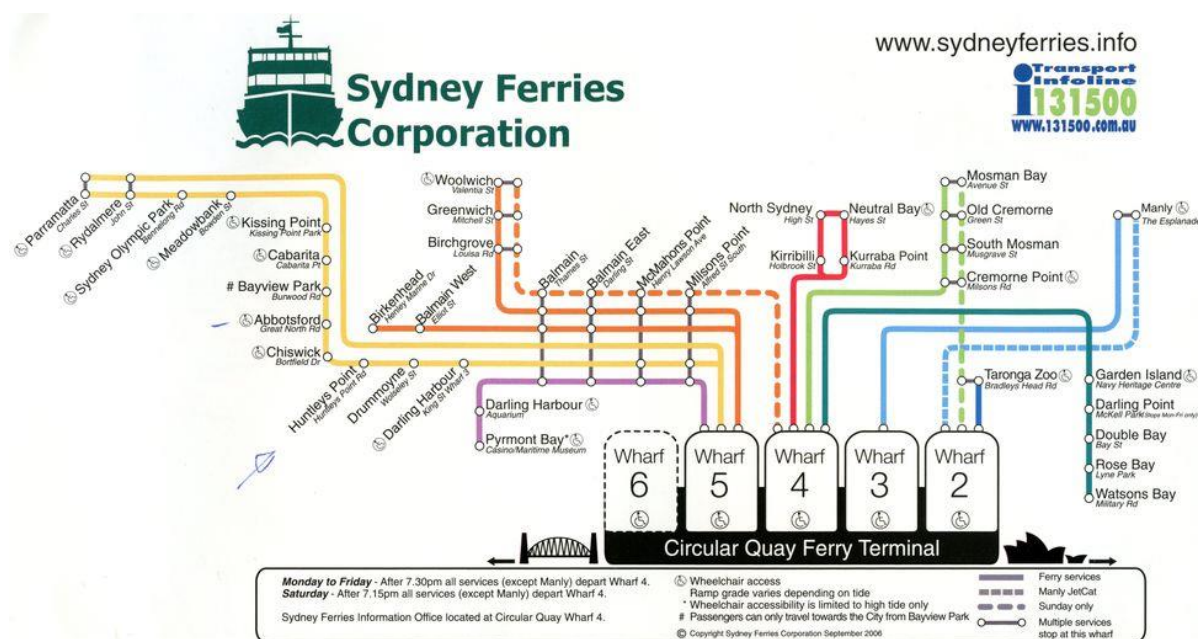 www.sydneyferries.info
Transport
Infoline
131500
www.131500.com.au
Sydney Ferries
Corporation
Parramatta
Charles St
Rydalmere
John St
Sydney Olympic Park
Bennelong Rd
Meadowbank
Bowden St
Kissing Point
Kissing Point Park
Cabarita
Cabarita Pt
# Bayview Park
Burwood Rd
Abbotsford
Great North Rd
Chiswick
Bortfield Dr
Huntleys Point
Huntleys Point Rd
Drummoyne
Wolseley St
Darling Harbour
King St Wharf 3
Birkenhead
Henley Marine Dr
Balmain West
Elliot St
Woolwich
Valentia St
Greenwich
Mitchell St
Birchgrove
Louisa Rd
Balmain
Thames St
Balmain East
Darling St
McMahons Point
Henry Lawson Ave
Milsons Point
Alfred St South
Darling Harbour
Aquarium
Pyrmont Bay*
Casino/Maritime Museum
North Sydney
High St
Neutral Bay
Hayes St
Kirribilli
Holbrook St
Kurraba Point
Kurraba Rd
Mosman Bay
Avenue St
Old Cremorne
Green St
South Mosman
Musgrave St
Cremorne Point
Milsons Rd
Manly
The Esplanade
Taronga Zoo
Bradleys Head Rd
Garden Island
Navy Heritage Centre
Darling Point
McKell Park (Stops Mon-Fri only)
Double Bay
Bay St
Rose Bay
Lyne Park
Watsons Bay
Military Rd
Wharf
6
Wharf
5
Wharf
4
Wharf
3
Wharf
2
Circular Quay Ferry Terminal
Monday to Friday - After 7.30pm all services (except Manly) depart Wharf 4.
Saturday - After 7.15pm all services (except Manly) depart Wharf 4.
Sydney Ferries Information Office located at Circular Quay Wharf 4.
Wheelchair access
Ramp grade varies depending on tide
* Wheelchair accessibility is limited to high tide only
# Passengers can only travel towards the City from Bayview Park
© Copyright Sydney Ferries Corporation September 2006
Ferry services
Manly JetCat
Sunday only
Multiple services
stop at this wharf